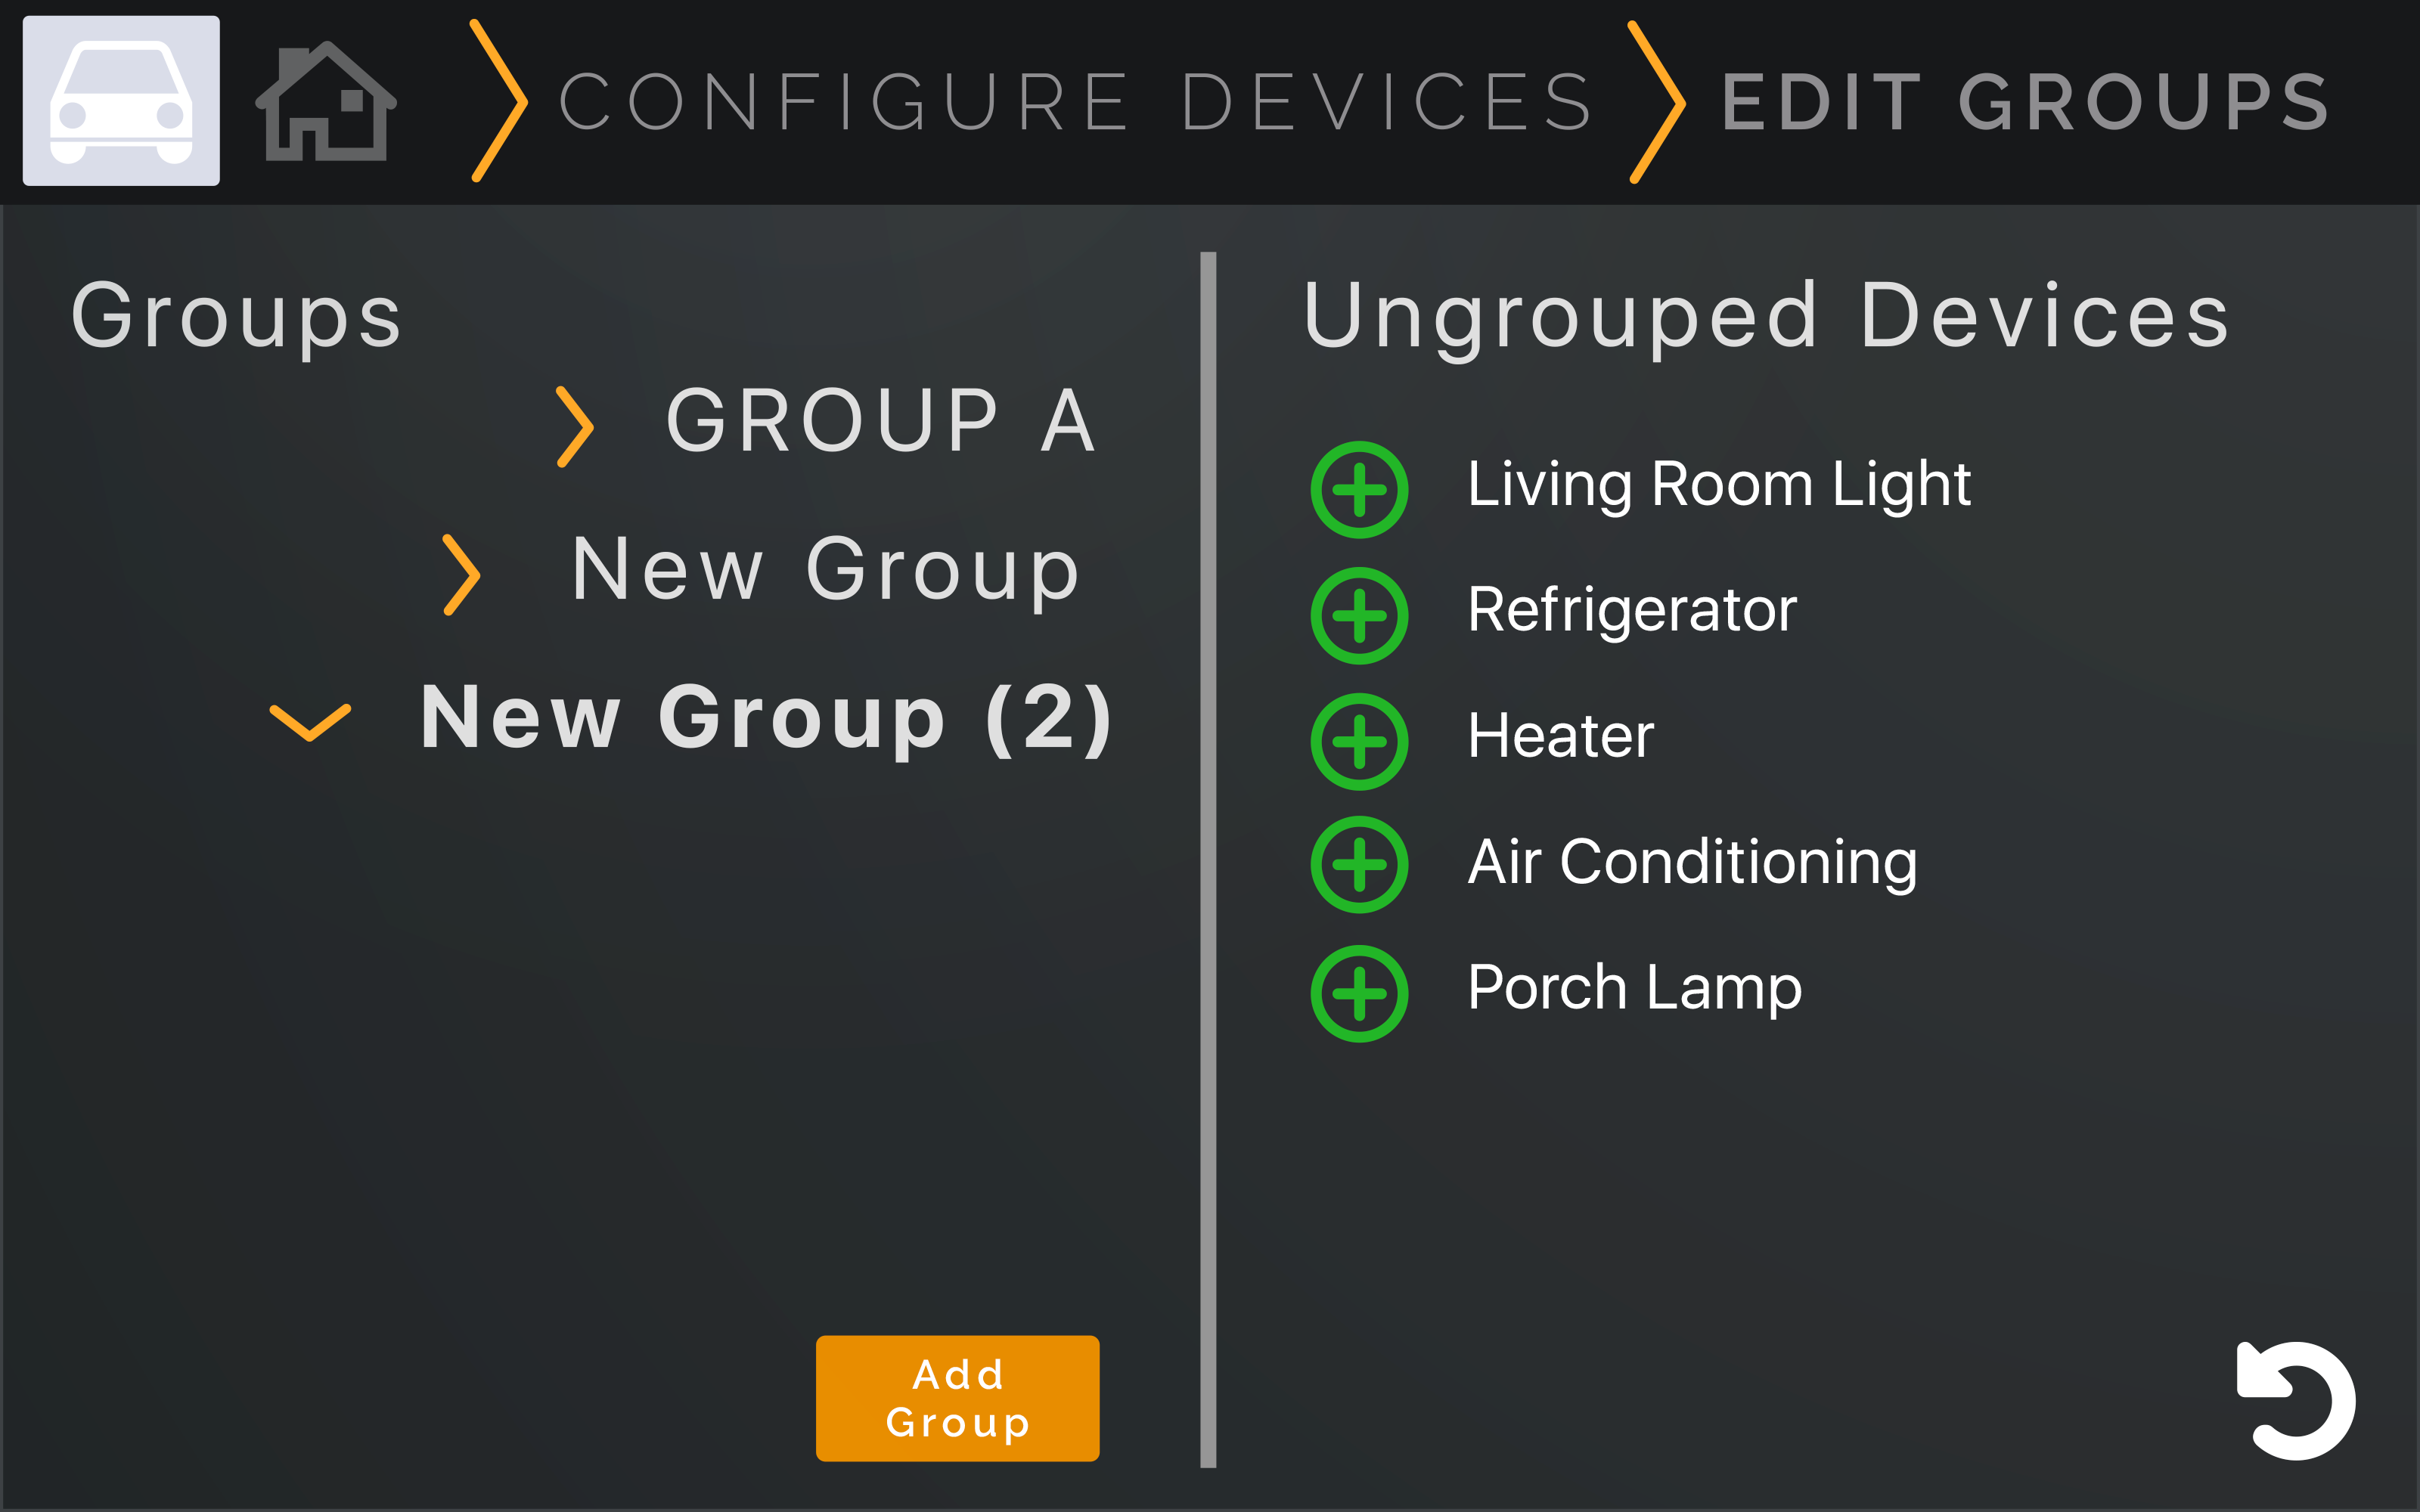 CONFIGURE DEVICES
EDIT GROUPS
Groups
GROUP A
New Group
New Group (2)
Add
Group
Ungrouped Devices
Living Room Light
Refrigerator
Heater
Air Conditioning
Porch Lamp